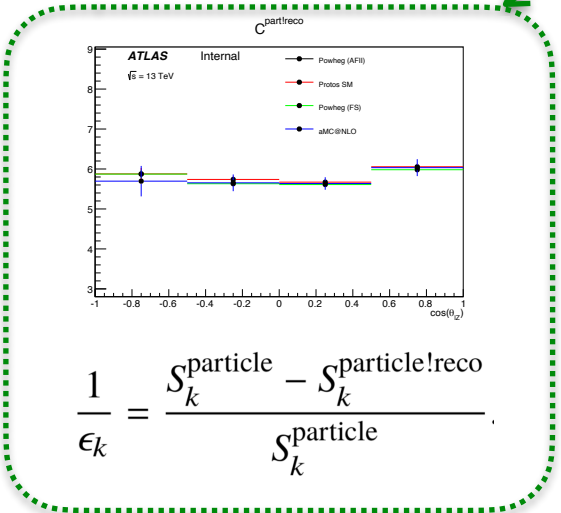 C^part!reco
ATLAS Internal
√s = 13 TeV
Powheg (AFII)
Protos SM
Powheg (FS)
aMC@NLO
9
8
7
6
5
4
3
-1 -0.8 -0.6 -0.4 -0.2 0 0.2 0.4 0.6 0.8 1
cos(θ_lZ)
1/ϵ_k = (S_k^particle − S_k^particle!reco) / S_k^particle .